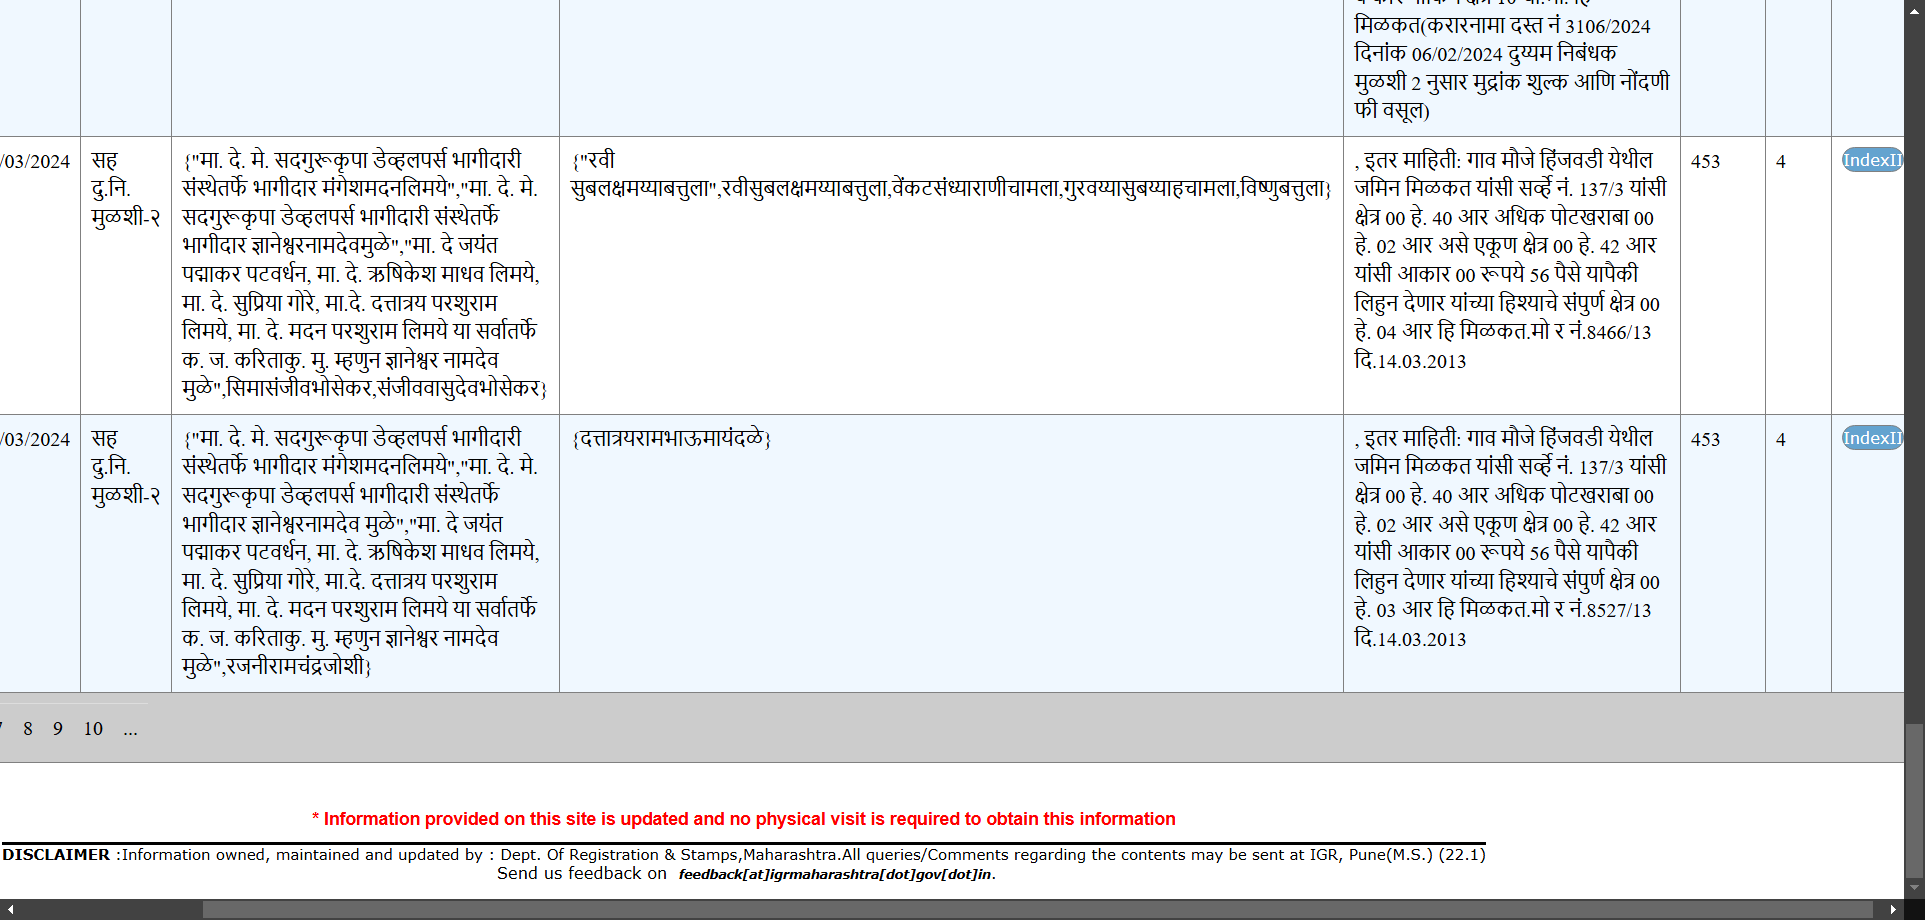 मिळकत(करारनामा दस्त नं 3106/2024
दिनांक 06/02/2024 दुय्यम निबंधक
मुळशी 2 नुसार मुद्रांक शुल्क आणि नोंदणी
फी वसूल)
/03/2024
सह
दु.नि.
मुळशी-२
{"मा. दे. मे. सदगुरूकृपा डेव्हलपर्स भागीदारी
संस्थेतर्फे भागीदार मंगेशमदनलिमये","मा. दे. मे.
सदगुरूकृपा डेव्हलपर्स भागीदारी संस्थेतर्फे
भागीदार ज्ञानेश्वरनामदेवमुळे","मा. दे जयंत
पद्माकर पटवर्धन, मा. दे. ऋषिकेश माधव लिमये,
मा. दे. सुप्रिया गोरे, मा.दे. दत्तात्रय परशुराम
लिमये, मा. दे. मदन परशुराम लिमये या सर्वातर्फे
क. ज. करिताकु. मु. म्हणुन ज्ञानेश्वर नामदेव
मुळे",सिमासंजीवभोसेकर,संजीववासुदेवभोसेकर}
{"रवी
सुबलक्षमय्याबत्तुला",रवीसुबलक्षमय्याबत्तुला,वेंकटसंध्याराणीचामला,गुरवय्यासुबय्याहचामला,विष्णुबत्तुला}
, इतर माहिती: गाव मौजे हिंजवडी येथील
जमिन मिळकत यांसी सर्व्हे नं. 137/3 यांसी
क्षेत्र 00 हे. 40 आर अधिक पोटखराबा 00
हे. 02 आर असे एकूण क्षेत्र 00 हे. 42 आर
यांसी आकार 00 रूपये 56 पैसे यापैकी
लिहुन देणार यांच्या हिश्याचे संपुर्ण क्षेत्र 00
हे. 04 आर हि मिळकत.मो र नं.8466/13
दि.14.03.2013
453
4
IndexII
/03/2024
सह
दु.नि.
मुळशी-२
{"मा. दे. मे. सदगुरूकृपा डेव्हलपर्स भागीदारी
संस्थेतर्फे भागीदार मंगेशमदनलिमये","मा. दे. मे.
सदगुरूकृपा डेव्हलपर्स भागीदारी संस्थेतर्फे
भागीदार ज्ञानेश्वरनामदेव मुळे","मा. दे जयंत
पद्माकर पटवर्धन, मा. दे. ऋषिकेश माधव लिमये,
मा. दे. सुप्रिया गोरे, मा.दे. दत्तात्रय परशुराम
लिमये, मा. दे. मदन परशुराम लिमये या सर्वातर्फे
क. ज. करिताकु. मु. म्हणुन ज्ञानेश्वर नामदेव
मुळे",रजनीरामचंद्रजोशी}
{दत्तात्रयरामभाऊमायंदळे}
, इतर माहिती: गाव मौजे हिंजवडी येथील
जमिन मिळकत यांसी सर्व्हे नं. 137/3 यांसी
क्षेत्र 00 हे. 40 आर अधिक पोटखराबा 00
हे. 02 आर असे एकूण क्षेत्र 00 हे. 42 आर
यांसी आकार 00 रूपये 56 पैसे यापैकी
लिहुन देणार यांच्या हिश्याचे संपुर्ण क्षेत्र 00
हे. 03 आर हि मिळकत.मो र नं.8527/13
दि.14.03.2013
453
4
IndexII
8 9 10 ...
* Information provided on this site is updated and no physical visit is required to obtain this information
DISCLAIMER :Information owned, maintained and updated by : Dept. Of Registration & Stamps,Maharashtra.All queries/Comments regarding the contents may be sent at IGR, Pune(M.S.) (22.1)
Send us feedback on feedback[at]igrmaharashtra[dot]gov[dot]in.